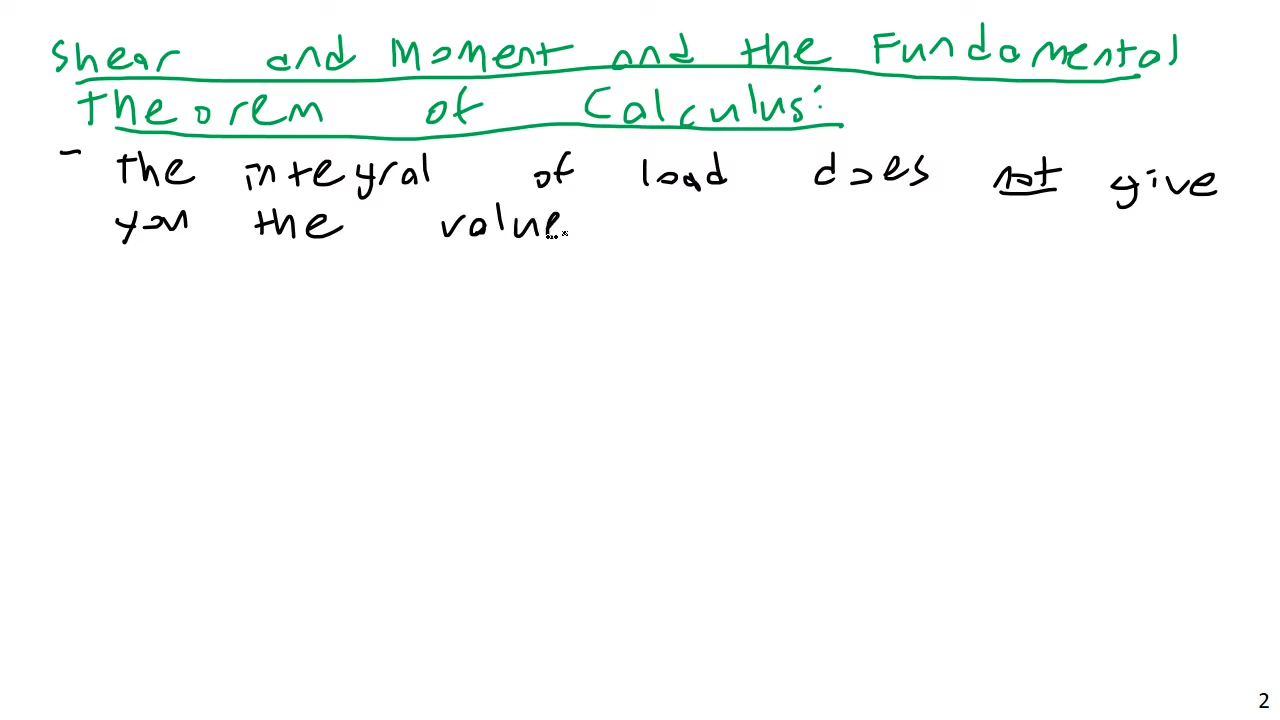 Shear and Moment and the Fundamental
Theorem of Calculus:
- The integral of load does not give
you the value
2